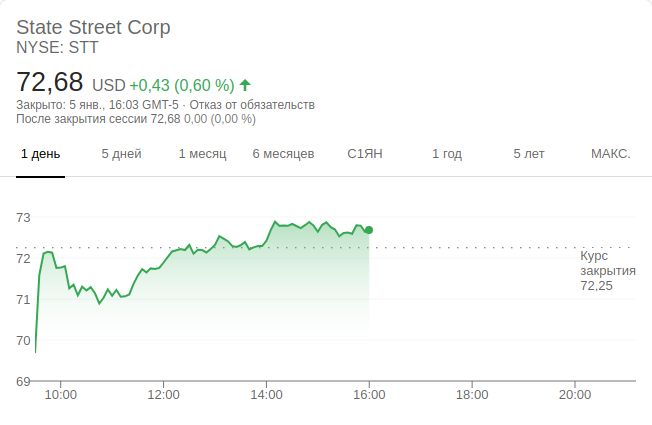 State Street Corp
NYSE: STT
72,68 USD +0,43 (0,60 %)
Закрыто: 5 янв., 16:03 GMT-5 · Отказ от обязательств
После закрытия сессии 72,68 0,00 (0,00 %)
1 день 5 дней 1 месяц 6 месяцев С1ЯН 1 год 5 лет МАКС.
73
72
71
70
69
Курс
закрытия
72,25
10:00 12:00 14:00 16:00 18:00 20:00